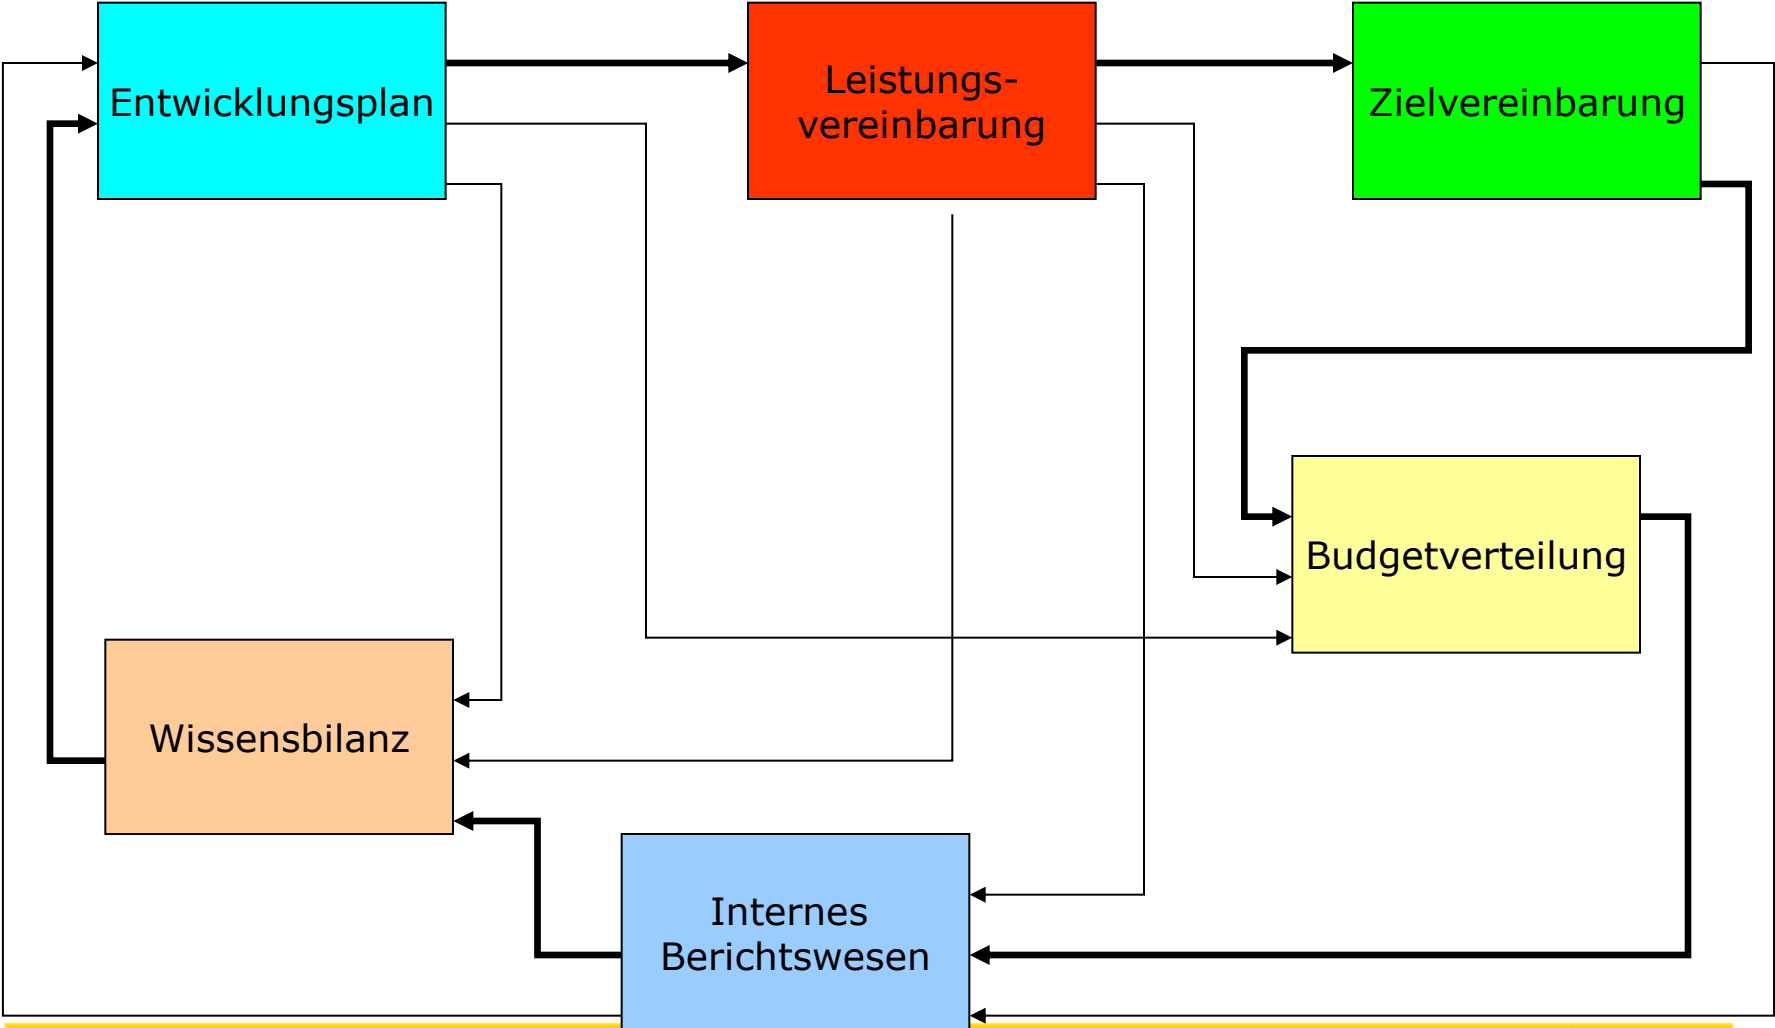 Entwicklungsplan
Leistungs-
vereinbarung
Zielvereinbarung
Budgetverteilung
Wissensbilanz
Internes
Berichtswesen